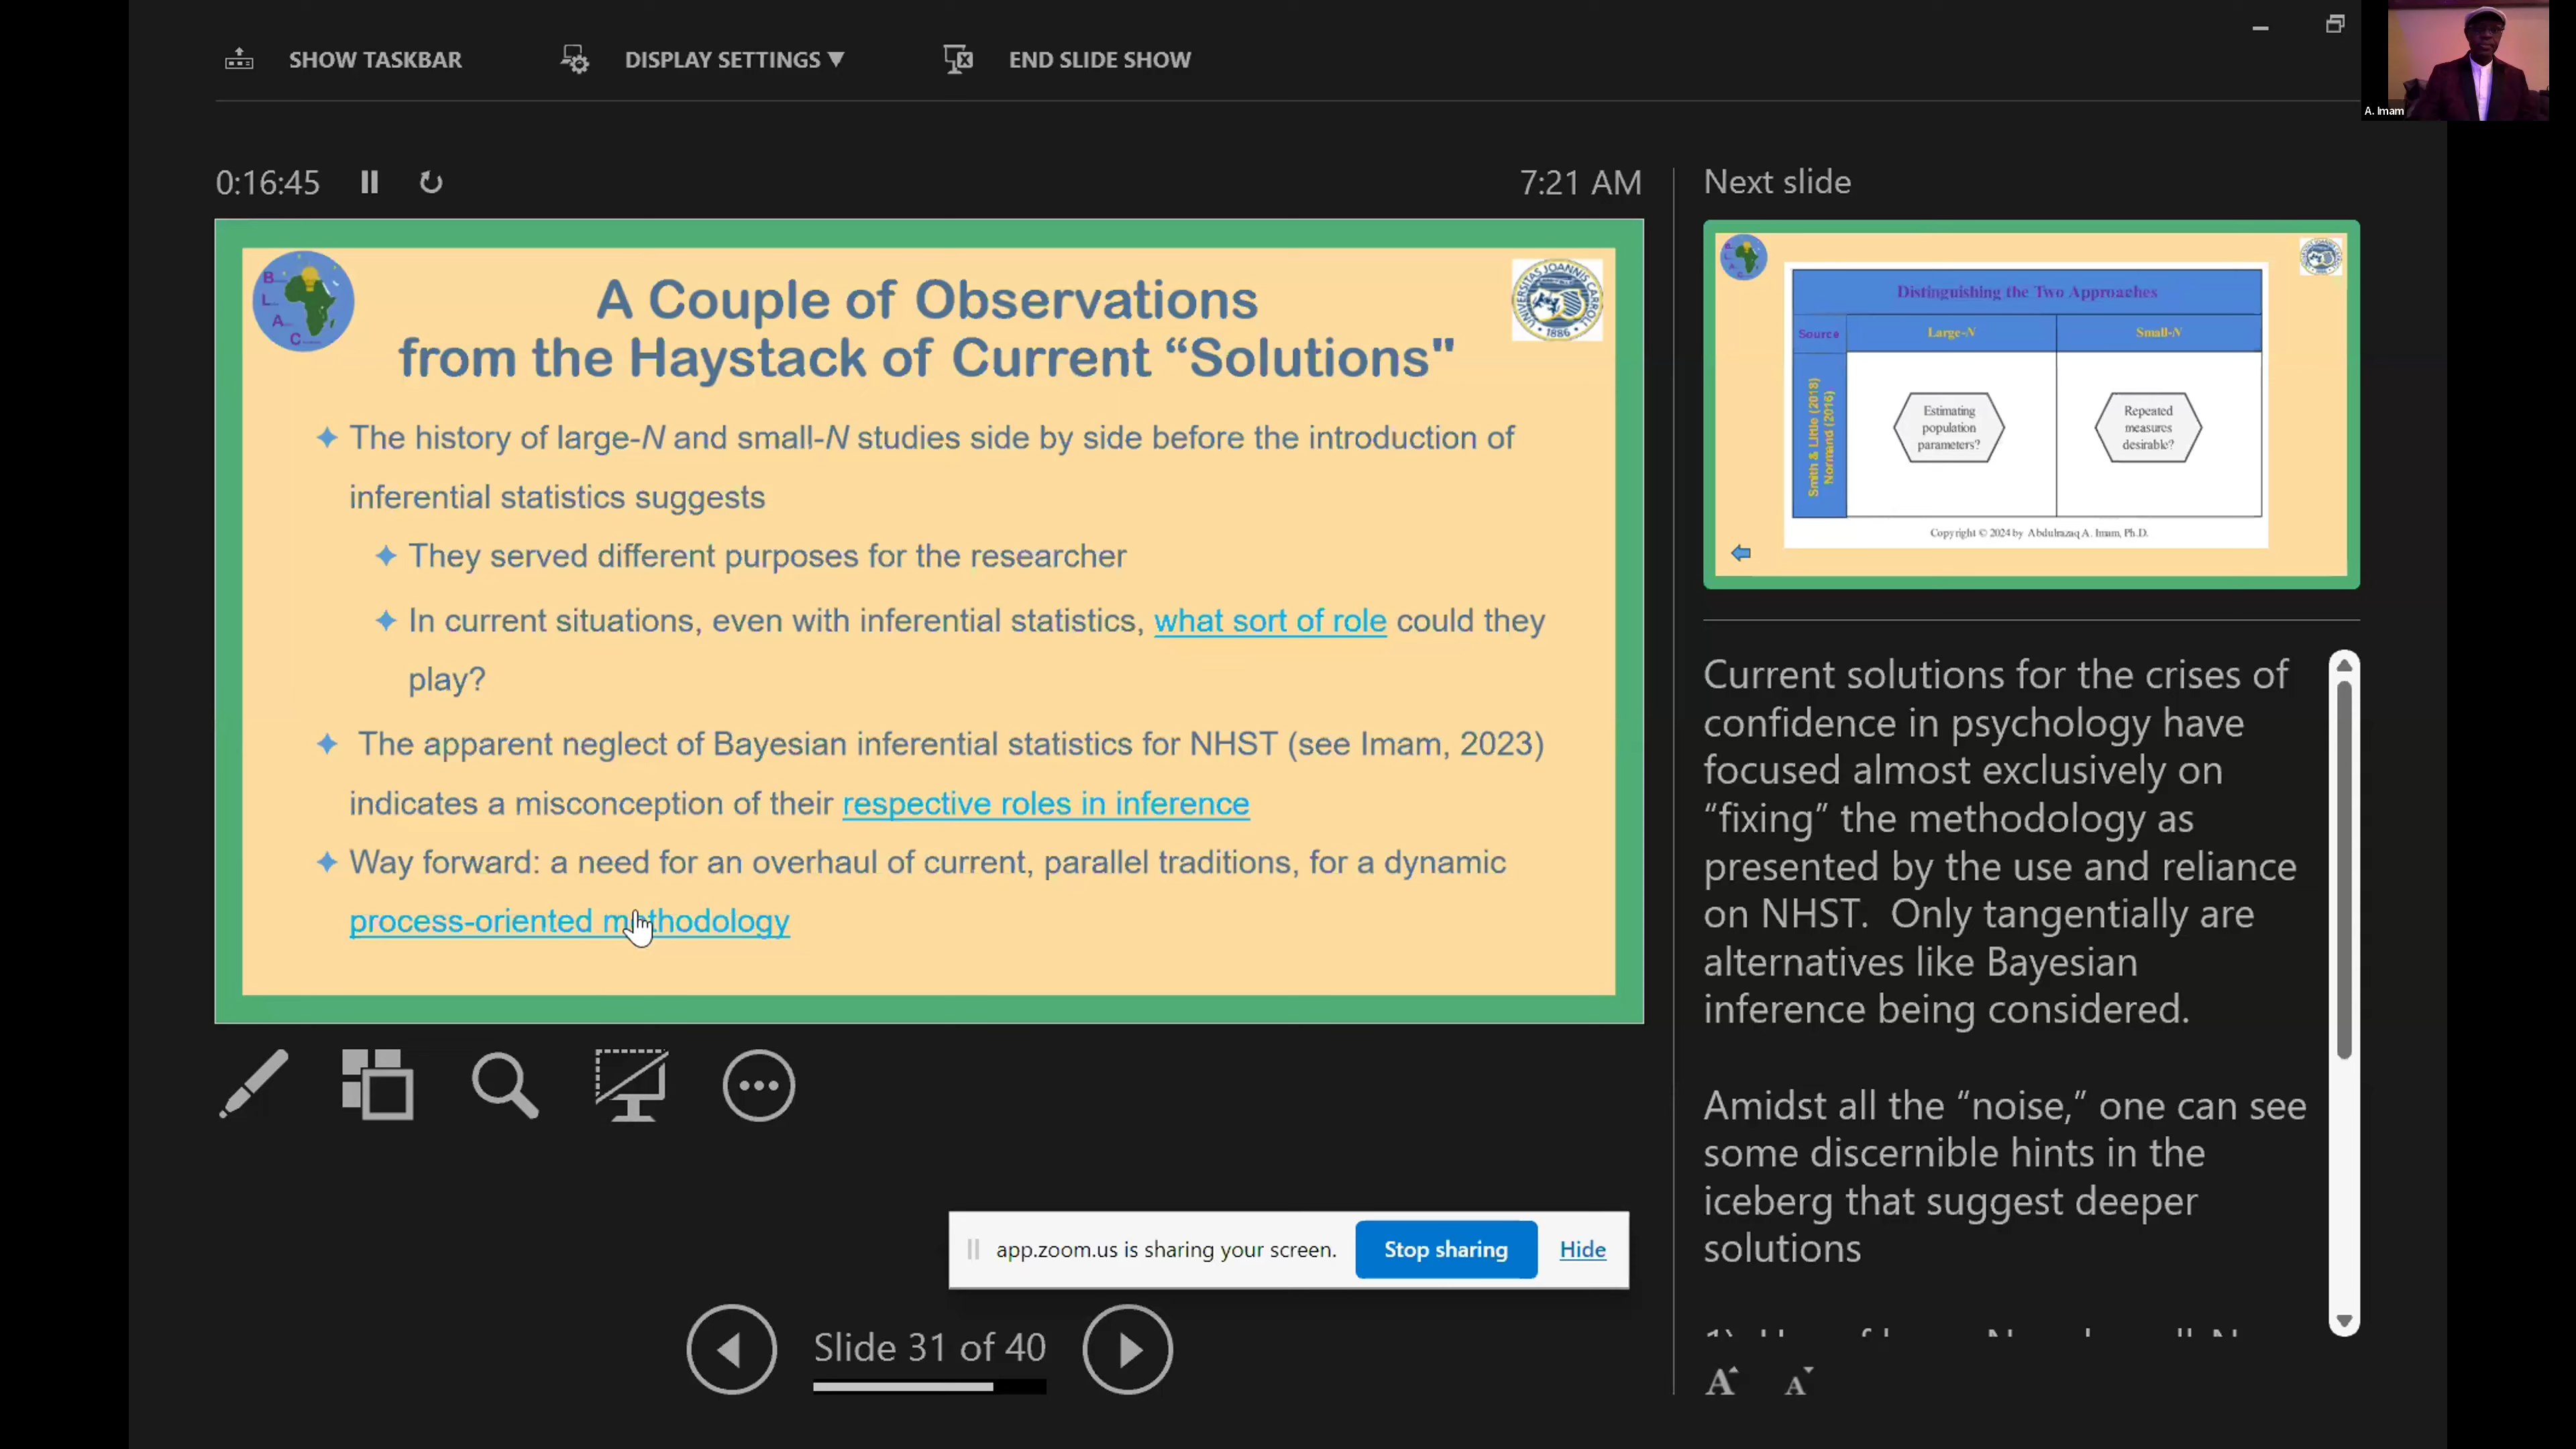 SHOW TASKBAR
DISPLAY SETTINGS ▼
END SLIDE SHOW
A. Imam
0:16:45
7:21 AM
Next slide
B
L
A
C
UNIVERSITAS JOANNIS CARROLL
1886
A Couple of Observations
from the Haystack of Current “Solutions"
The history of large-N and small-N studies side by side before the introduction of
inferential statistics suggests
They served different purposes for the researcher
In current situations, even with inferential statistics, what sort of role could they
play?
The apparent neglect of Bayesian inferential statistics for NHST (see Imam, 2023)
indicates a misconception of their respective roles in inference
Way forward: a need for an overhaul of current, parallel traditions, for a dynamic
process-oriented methodology
Distinguishing the Two Approaches
Source
Large-N
Small-N
Smith & Little (2018)
Normand (2016)
Estimating
population
parameters?
Repeated
measures
desirable?
Copyright © 2024 by Abdulrazaq A. Imam, Ph.D.
Current solutions for the crises of
confidence in psychology have
focused almost exclusively on
“fixing” the methodology as
presented by the use and reliance
on NHST. Only tangentially are
alternatives like Bayesian
inference being considered.
Amidst all the “noise,” one can see
some discernible hints in the
iceberg that suggest deeper
solutions
app.zoom.us is sharing your screen.
Stop sharing
Hide
Slide 31 of 40
A A